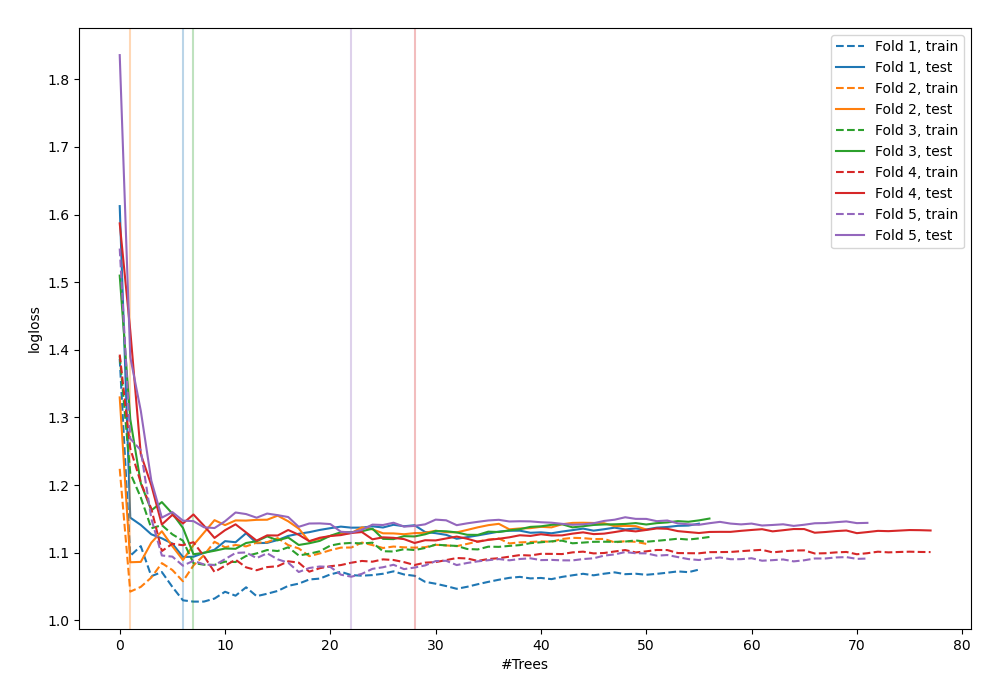 Fold 1, train
Fold 1, test
Fold 2, train
Fold 2, test
Fold 3, train
Fold 3, test
Fold 4, train
Fold 4, test
Fold 5, train
Fold 5, test
logloss
1.8
1.7
1.6
1.5
1.4
1.3
1.2
1.1
1.0
0 10 20 30 40 50 60 70 80
#Trees